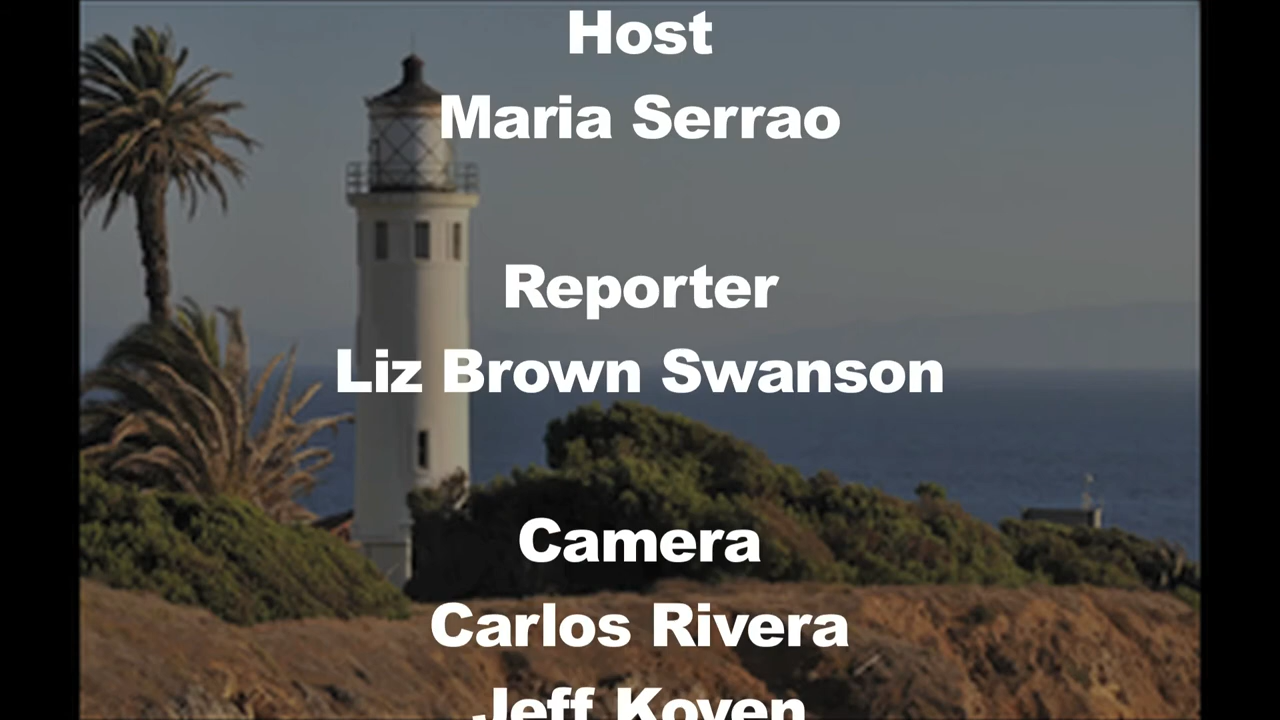 Host
Maria Serrao
Reporter
Liz Brown Swanson
Camera
Carlos Rivera
Jeff Koven